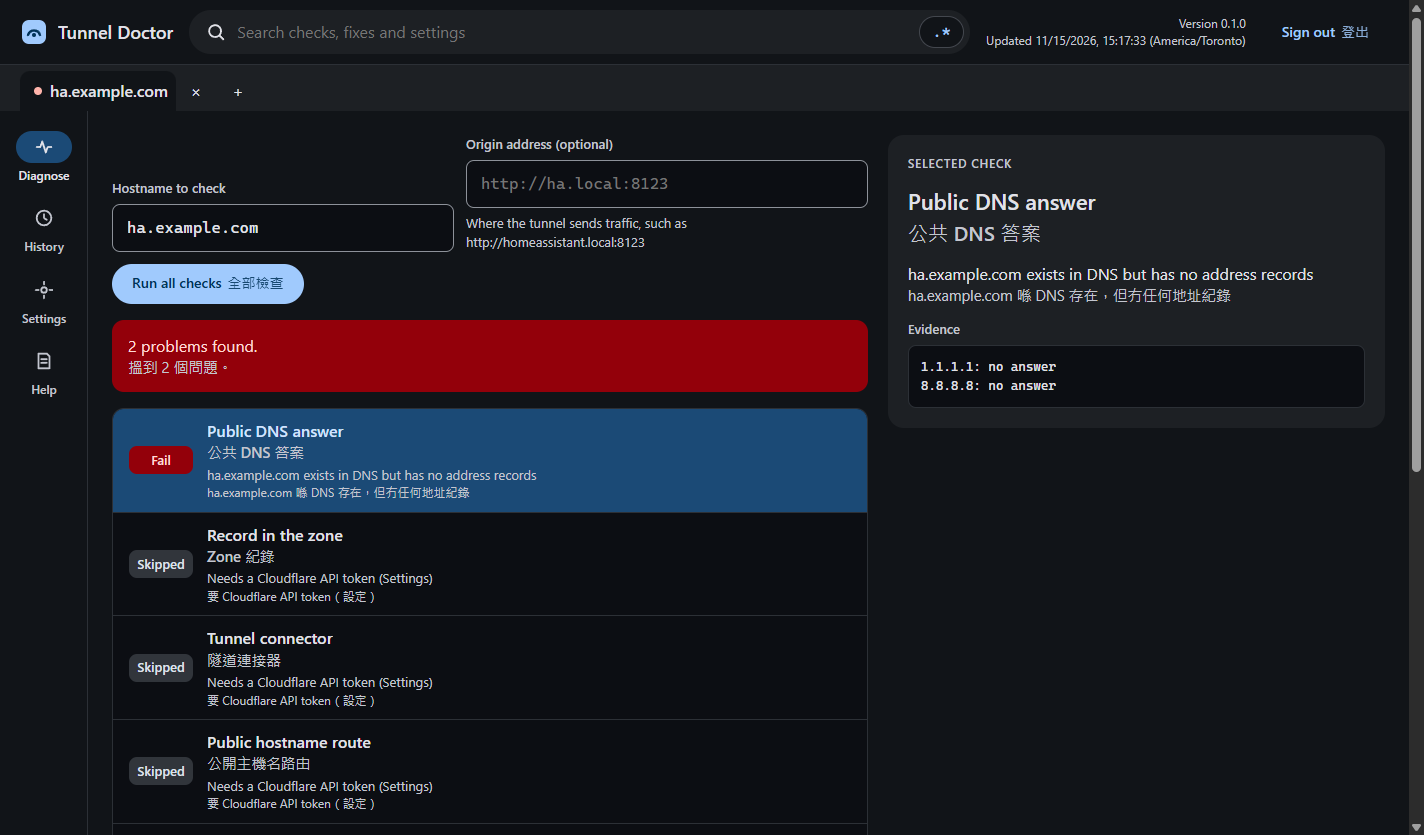 Tunnel Doctor
Search checks, fixes and settings
.*
Version 0.1.0
Updated 11/15/2026, 15:17:33 (America/Toronto)
Sign out 登出
ha.example.com × +
Diagnose
History
Settings
Help
Hostname to check
ha.example.com
Origin address (optional)
http://ha.local:8123
Where the tunnel sends traffic, such as
http://homeassistant.local:8123
Run all checks 全部檢查
2 problems found.
搵到 2 個問題。
Fail
Public DNS answer
公共 DNS 答案
ha.example.com exists in DNS but has no address records
ha.example.com 喺 DNS 存在，但冇任何地址紀錄
Skipped
Record in the zone
Zone 紀錄
Needs a Cloudflare API token (Settings)
要 Cloudflare API token（設定）
Skipped
Tunnel connector
隧道連接器
Needs a Cloudflare API token (Settings)
要 Cloudflare API token（設定）
Skipped
Public hostname route
公開主機名路由
Needs a Cloudflare API token (Settings)
要 Cloudflare API token（設定）
SELECTED CHECK
Public DNS answer
公共 DNS 答案
ha.example.com exists in DNS but has no address records
ha.example.com 喺 DNS 存在，但冇任何地址紀錄
Evidence
1.1.1.1: no answer
8.8.8.8: no answer